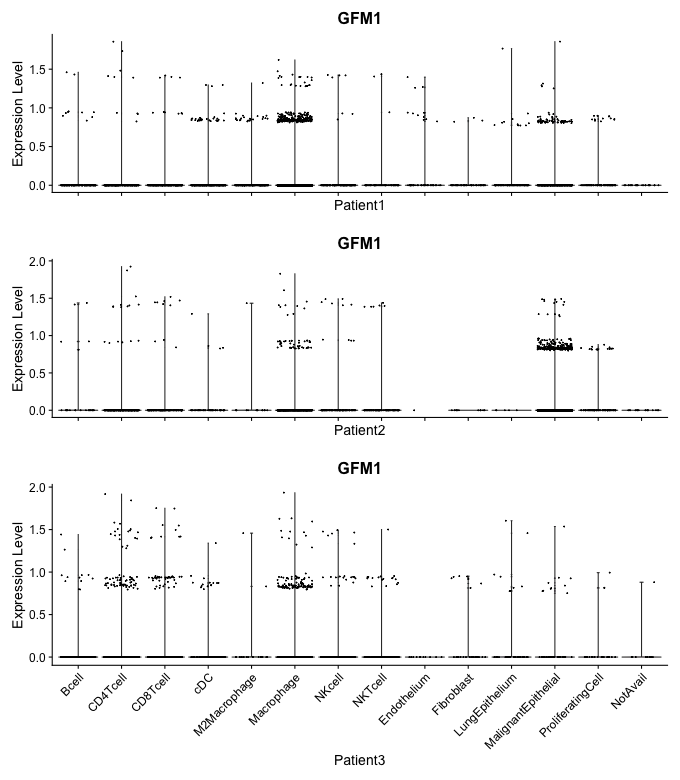 GFM1
Expression Level
1.5
1.0
0.5
0.0
Patient1
GFM1
Expression Level
2.0
1.5
1.0
0.5
0.0
Patient2
GFM1
Expression Level
2.0
1.5
1.0
0.5
0.0
Bcell
CD4Tcell
CD8Tcell
cDC
M2Macrophage
Macrophage
NKcell
NKTcell
Endothelium
Fibroblast
LungEpithelium
MalignantEpithelial
ProliferatingCell
NotAvail
Patient3